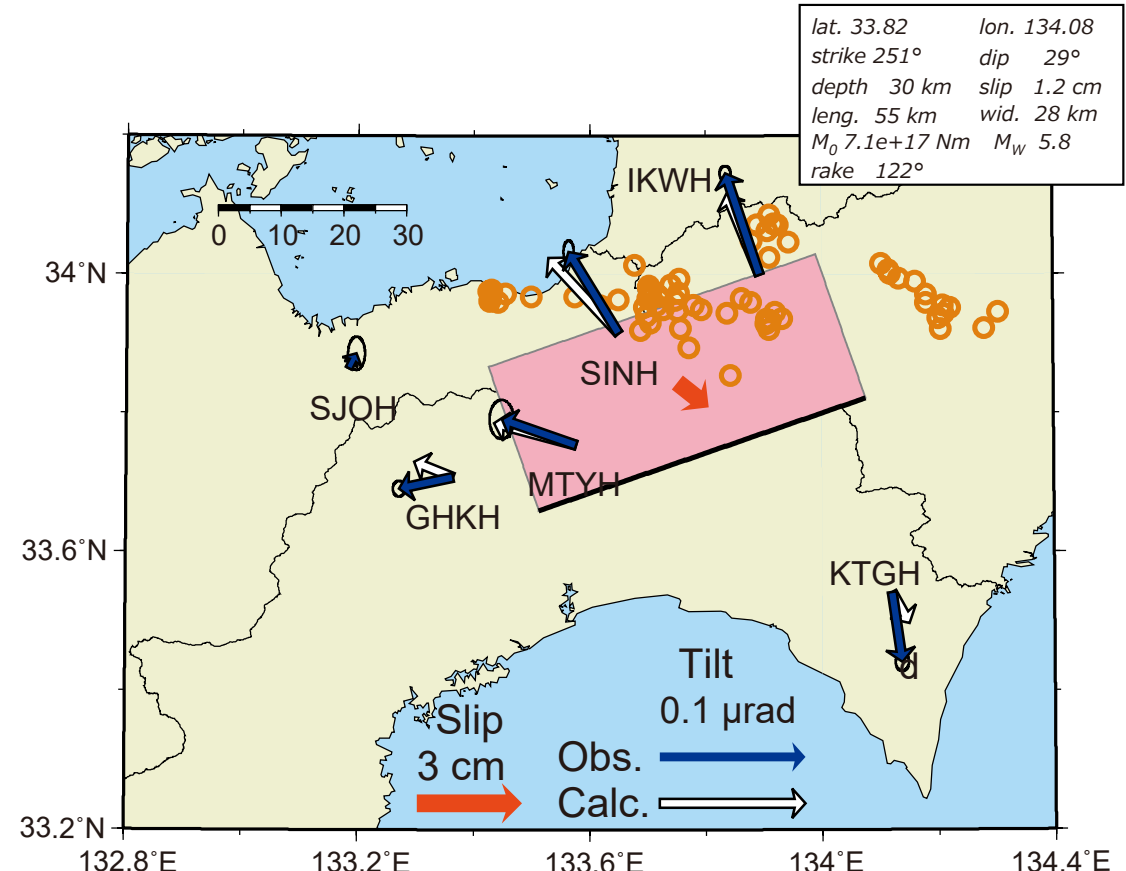 lat. 33.82 lon. 134.08
strike 251° dip 29°
depth 30 km slip 1.2 cm
leng. 55 km wid. 28 km
M0 7.1e+17 Nm MW 5.8
rake 122°
IKWH
0 10 20 30
34°N
SINH
SJOH
MTYH
GHKH
33.6°N
KTGH
d
Tilt
0.1 μrad
Slip
3 cm
Obs.
Calc.
33.2°N
132.8°E 133.2°E 133.6°E 134°E 134.4°E